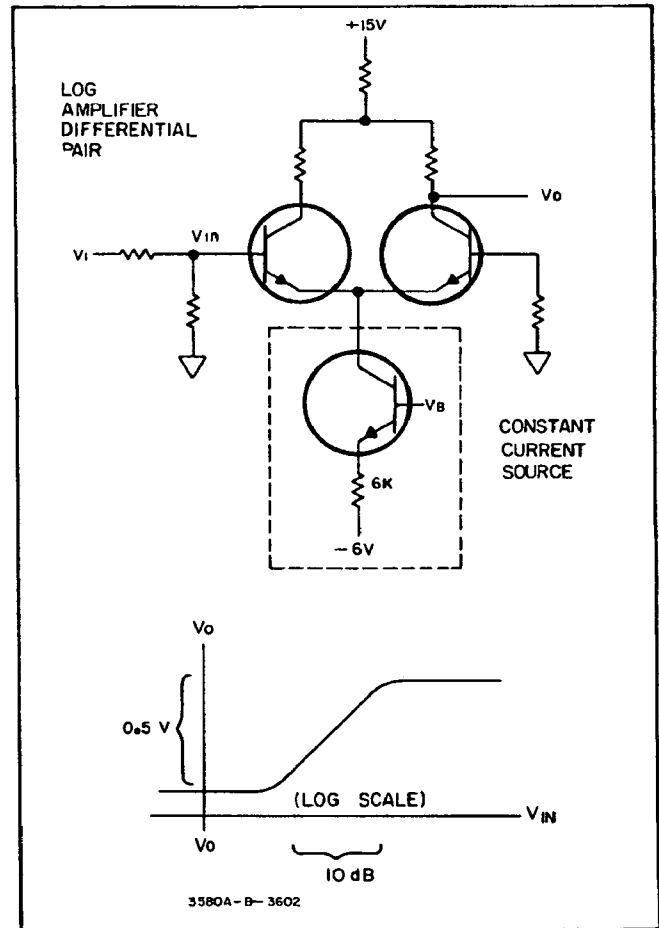 +15V
LOG
AMPLIFIER
DIFFERENTIAL
PAIR
VO
Vin
VI
VB
CONSTANT
CURRENT
SOURCE
6K
-6V
Vo
0.5 V
(LOG SCALE)
VIN
Vo
10 dB
3580A-B-3602